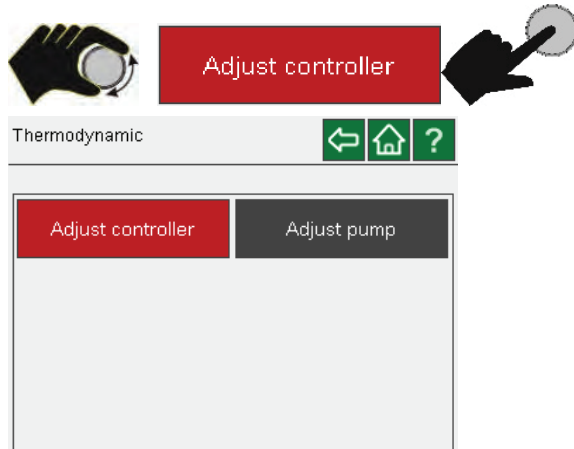 Adjust controller
Thermodynamic ?
Adjust controller Adjust pump